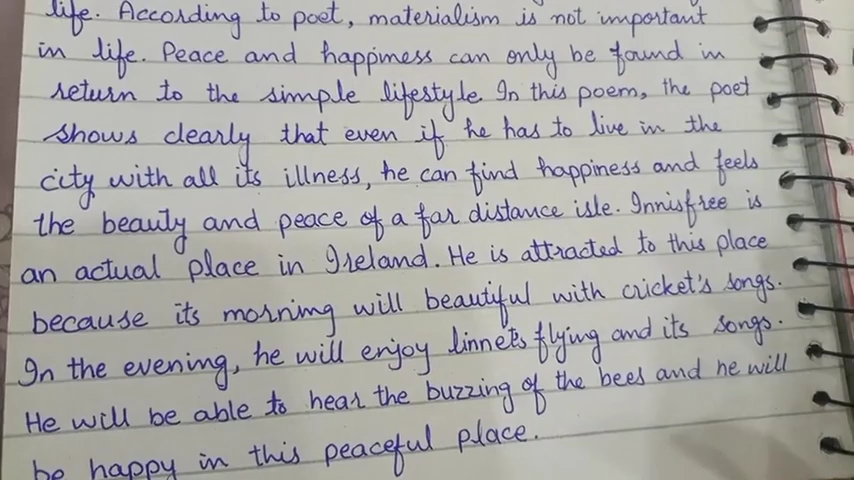 life. According to poet, materialism is not important
in life. Peace and happiness can only be found in
return to the simple lifestyle. In this poem, the poet
shows clearly that even if he has to live in the
city with all its illness, he can find happiness and feels
the beauty and peace of a far distance isle. Innisfree is
an actual place in Ireland. He is attracted to this place
because its morning will beautiful with cricket's songs.
In the evening, he will enjoy linnets flying and its songs.
He will be able to hear the buzzing of the bees and he will
be happy in this peaceful place.